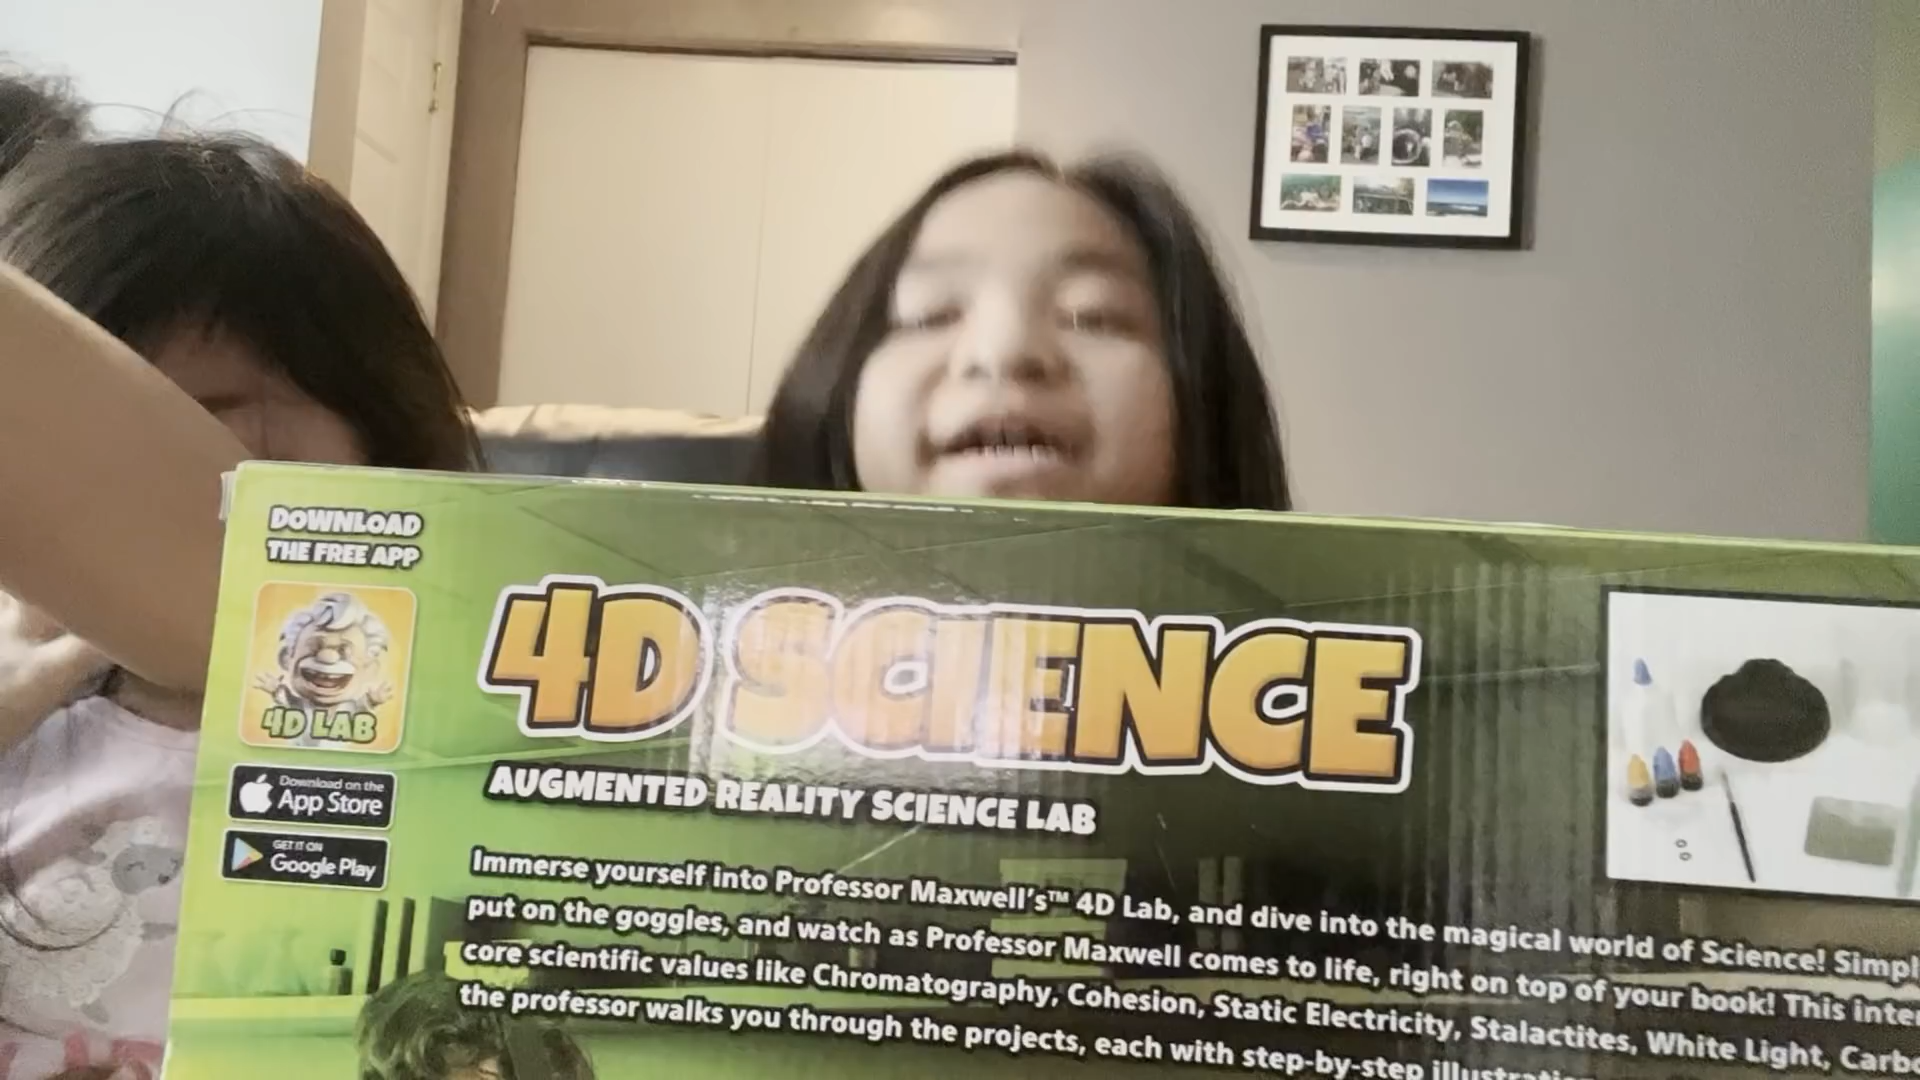 DOWNLOAD
THE FREE APP
4D LAB
Download on the
App Store
GET IT ON
Google Play
4D SCIENCE
AUGMENTED REALITY SCIENCE LAB
Immerse yourself into Professor Maxwell's™ 4D Lab, and dive into the magical world of Science! Simpl
put on the goggles, and watch as Professor Maxwell comes to life, right on top of your book! This inter
core scientific values like Chromatography, Cohesion, Static Electricity, Stalactites, White Light, Carbo
the professor walks you through the projects, each with step-by-step